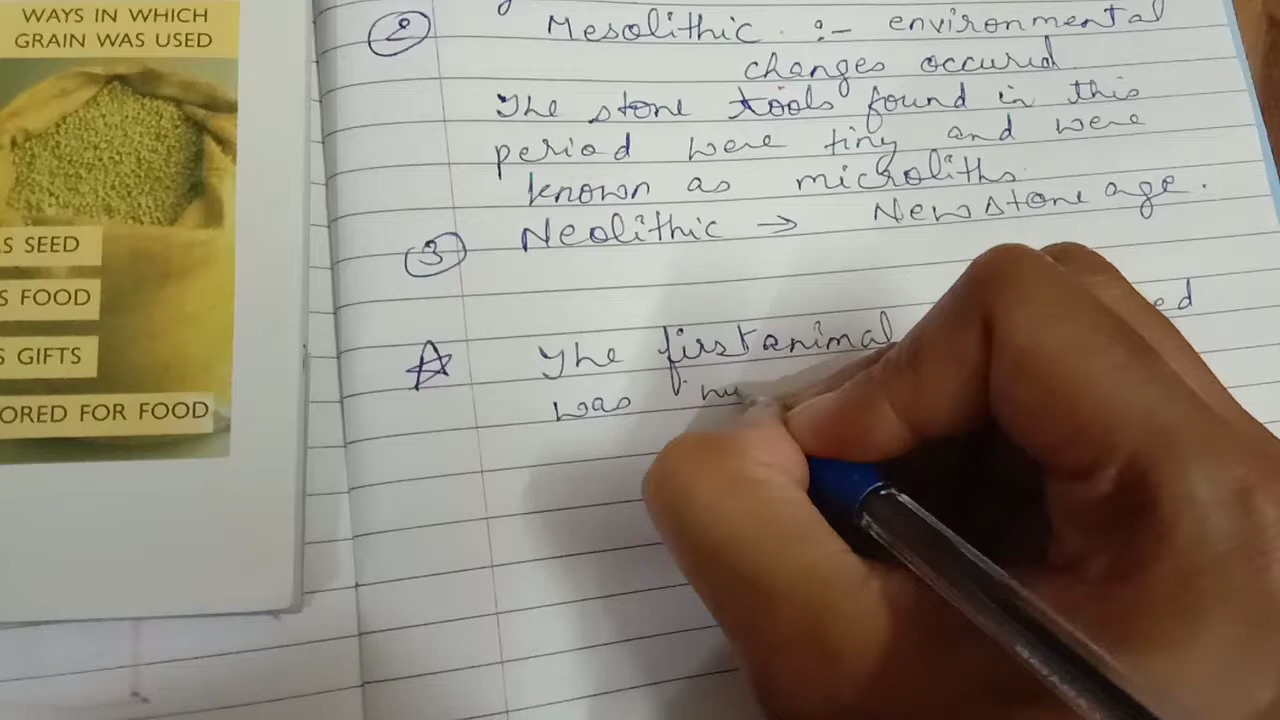 WAYS IN WHICH
GRAIN WAS USED
S SEED
S FOOD
S GIFTS
ORED FOR FOOD
② Mesolithic :- environmental
changes occured
The stone tools found in this
period were tiny and were
known as microliths.
③ Neolithic → New stone age.
☆ The first animal ed
was